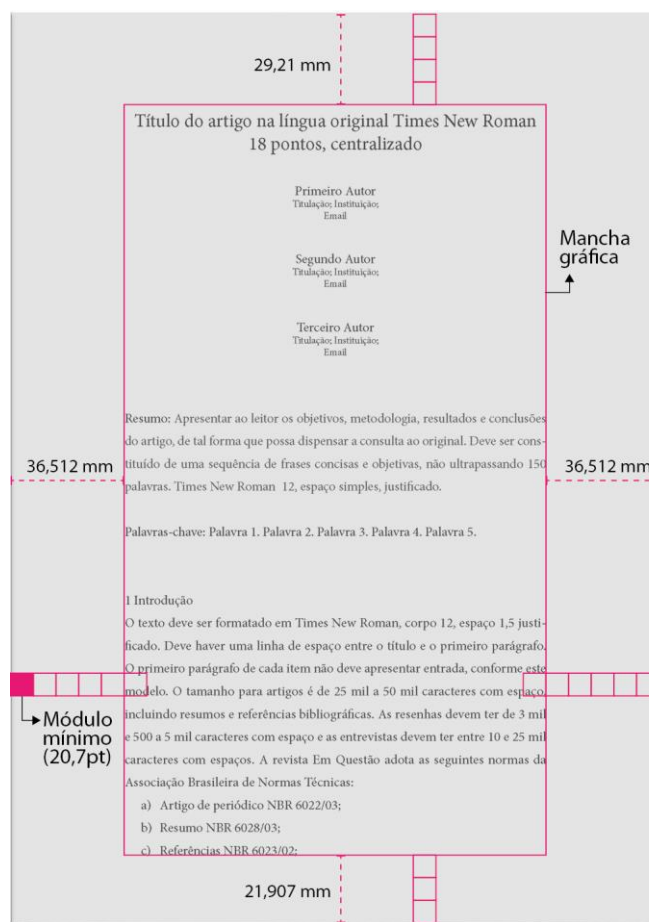 29,21 mm
Título do artigo na língua original Times New Roman
18 pontos, centralizado
Primeiro Autor
Titulação; Instituição;
Email
Mancha
gráfica
Segundo Autor
Titulação; Instituição;
Email
Terceiro Autor
Titulação; Instituição;
Email
Resumo: Apresentar ao leitor os objetivos, metodologia, resultados e conclusões
do artigo, de tal forma que possa dispensar a consulta ao original. Deve ser cons-
tituído de uma sequência de frases concisas e objetivas, não ultrapassando 150
palavras. Times New Roman 12, espaço simples, justificado.
36,512 mm
36,512 mm
Palavras-chave: Palavra 1. Palavra 2. Palavra 3. Palavra 4. Palavra 5.
1 Introdução
O texto deve ser formatado em Times New Roman, corpo 12, espaço 1,5 justi-
ficado. Deve haver uma linha de espaço entre o título e o primeiro parágrafo.
O primeiro parágrafo de cada item não deve apresentar entrada, conforme este
modelo. O tamanho para artigos é de 25 mil a 50 mil caracteres com espaço,
incluindo resumos e referências bibliográficas. As resenhas devem ter de 3 mil
e 500 a 5 mil caracteres com espaço e as entrevistas devem ter entre 10 e 25 mil
caracteres com espaços. A revista Em Questão adota as seguintes normas da
Associação Brasileira de Normas Técnicas:
a) Artigo de periódico NBR 6022/03;
b) Resumo NBR 6028/03;
c) Referências NBR 6023/02;
Módulo
mínimo
(20,7pt)
21,907 mm